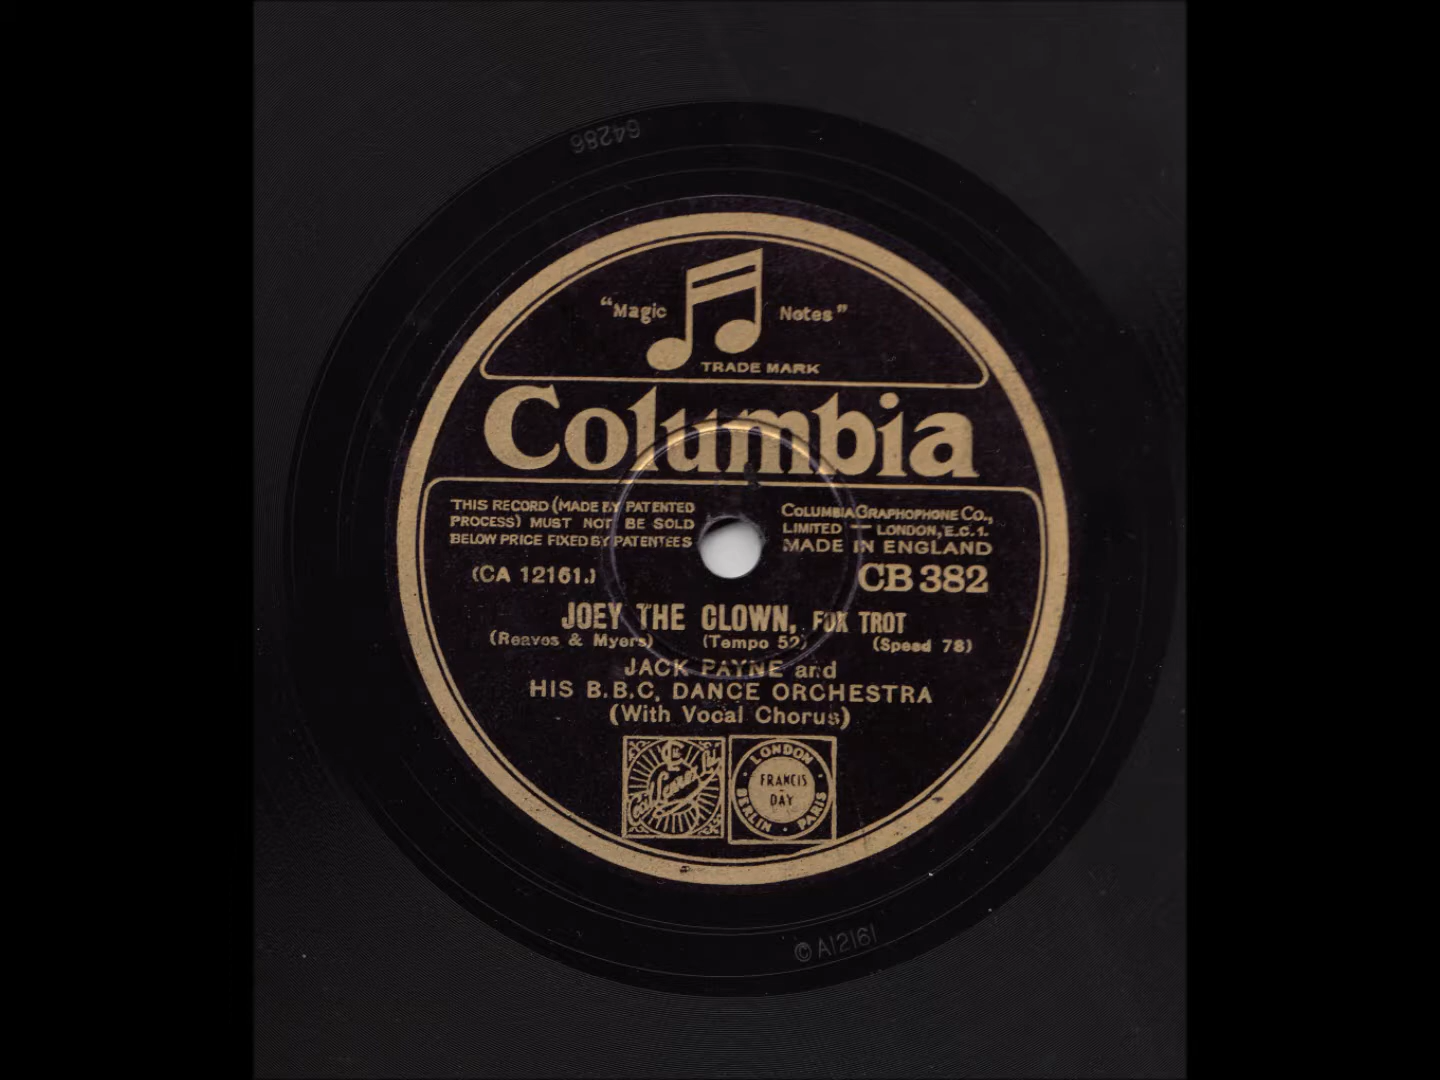 64286
"Magic Notes"
TRADE MARK
Columbia
THIS RECORD (MADE BY PATENTED
PROCESS) MUST NOT BE SOLD
BELOW PRICE FIXED BY PATENTEES
COLUMBIA GRAPHOPHONE CO.,
LIMITED — LONDON, E.C.1.
MADE IN ENGLAND
(CA 12161.)
CB 382
JOEY THE CLOWN, FOX TROT
(Reaves & Myers) (Tempo 52) (Speed 78)
JACK PAYNE and
HIS B.B.C. DANCE ORCHESTRA
(With Vocal Chorus)
LONDON
FRANCIS
DAY
BERLIN PARIS
©A12161